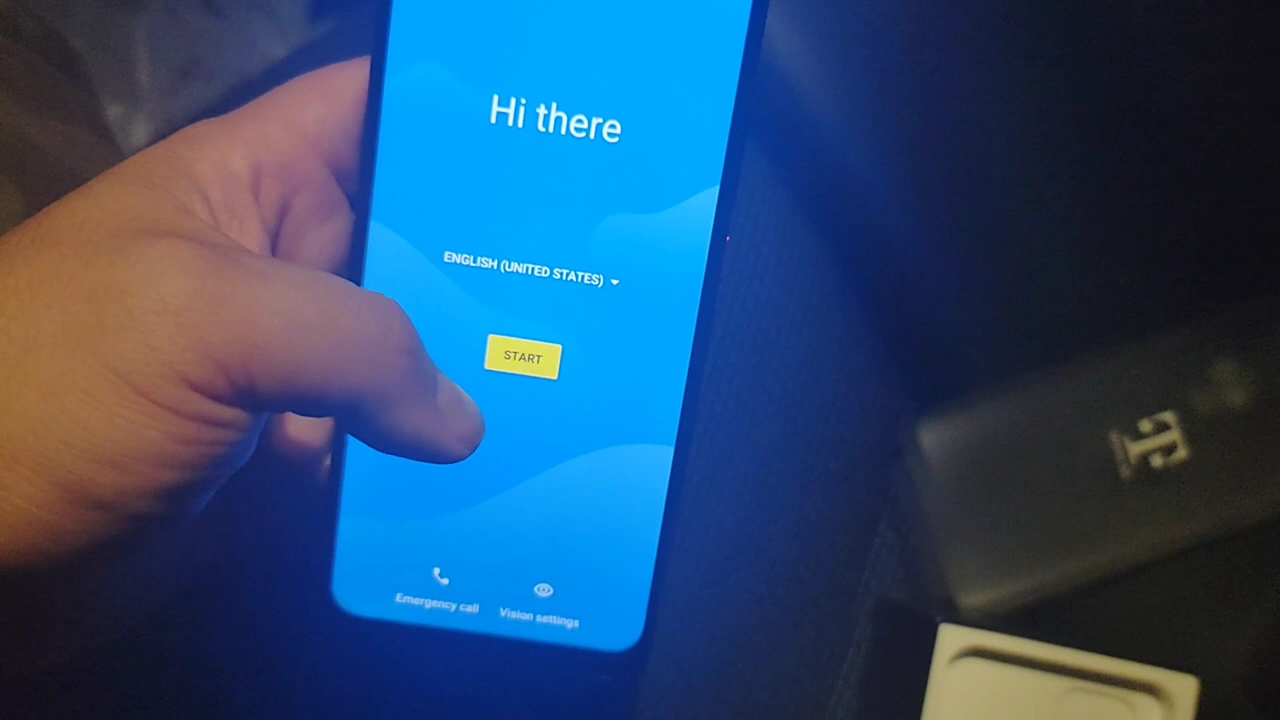 Hi there
ENGLISH (UNITED STATES)
START
Emergency call
Vision settings
T